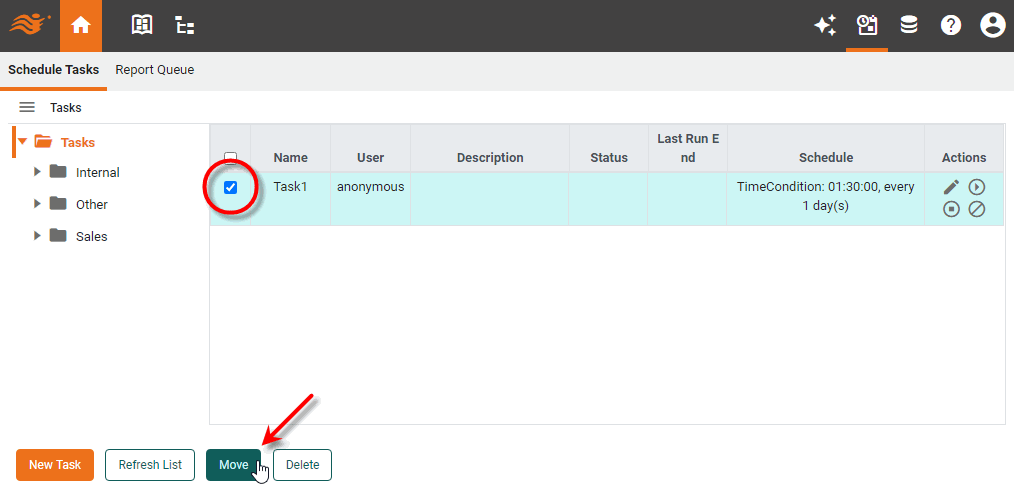 Schedule Tasks Report Queue
Tasks
Tasks
Internal
Other
Sales
Name User Description Status Last Run E
nd Schedule Actions
Task1 anonymous TimeCondition: 01:30:00, every
1 day(s)
New Task Refresh List Move Delete